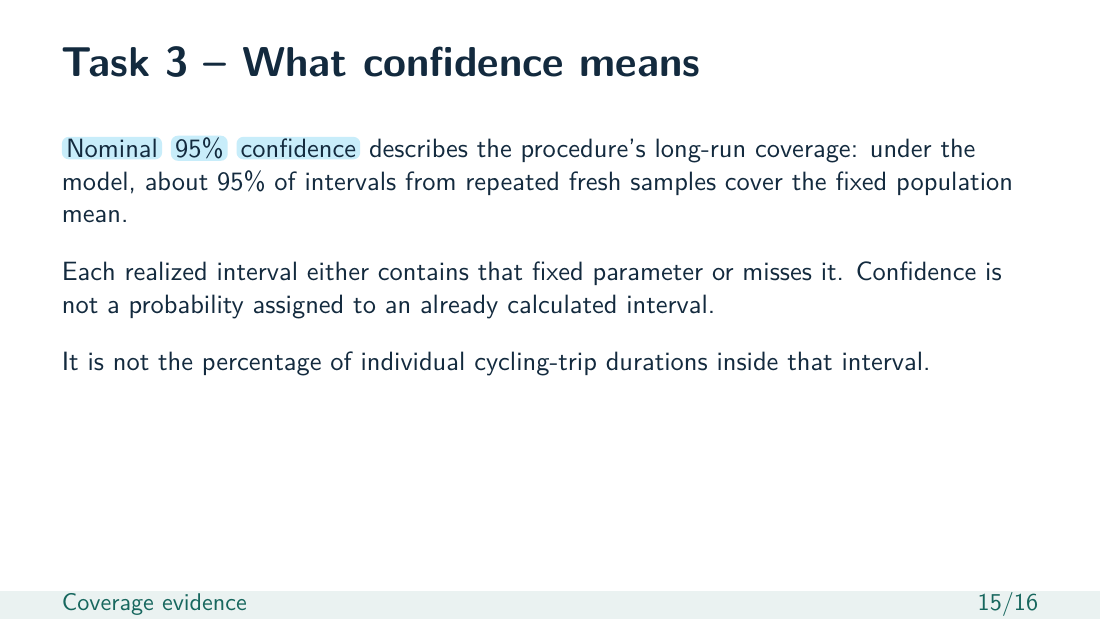 Task 3 – What confidence means
Nominal 95% confidence describes the procedure's long-run coverage: under the
model, about 95% of intervals from repeated fresh samples cover the fixed population
mean.
Each realized interval either contains that fixed parameter or misses it. Confidence is
not a probability assigned to an already calculated interval.
It is not the percentage of individual cycling-trip durations inside that interval.
Coverage evidence 15/16